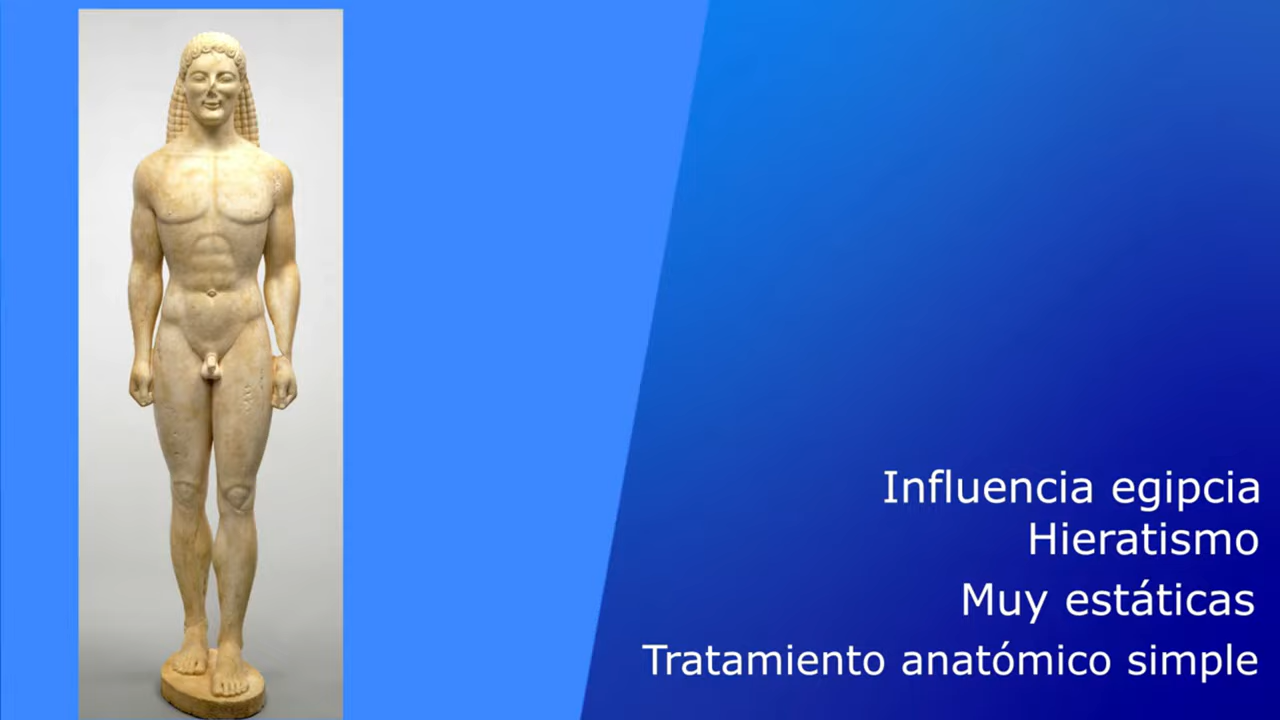 Influencia egipcia
Hieratismo
Muy estáticas
Tratamiento anatómico simple